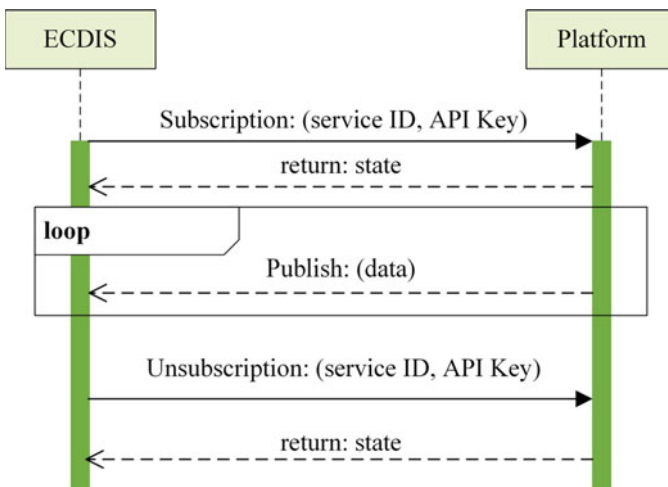 ECDIS
Platform
Subscription: (service ID, API Key)
return: state
loop
Publish: (data)
Unsubscription: (service ID, API Key)
return: state